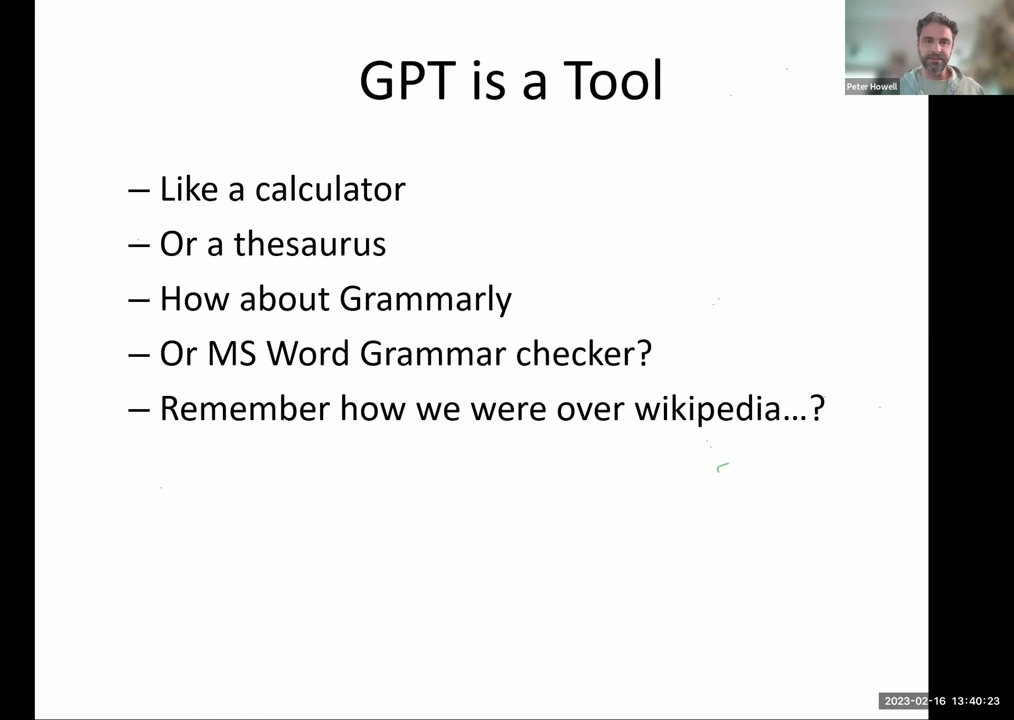 GPT is a Tool
Peter Howell
– Like a calculator
– Or a thesaurus
– How about Grammarly
– Or MS Word Grammar checker?
– Remember how we were over wikipedia...?
2023-02-16 13:40:23